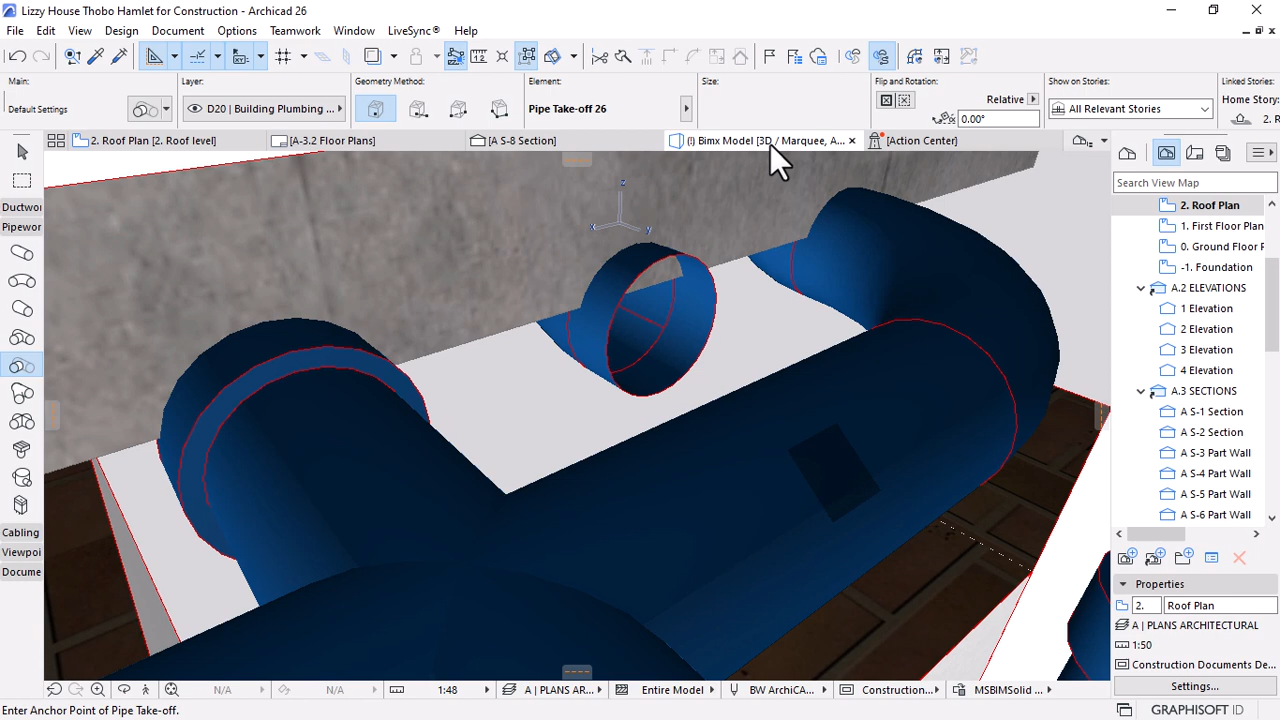 Lizzy House Thobo Hamlet for Construction - Archicad 26
File Edit View Design Document Options Teamwork Window LiveSync® Help
Main: Layer: Geometry Method: Element: Size: Flip and Rotation: Show on Stories: Linked Stories:
Default Settings
D20 | Building Plumbing ...
Pipe Take-off 26
Relative
0.00°
All Relevant Stories
Home Story:
2. R
2. Roof Plan [2. Roof level]
[A-3.2 Floor Plans]
[A S-8 Section]
(!) Bimx Model [3D / Marquee, A...
[Action Center]
Search View Map
Ductwo
Pipewor
Cabling
Viewpoi
Docume
x
y
z
2. Roof Plan
1. First Floor Plan
0. Ground Floor P
-1. Foundation
A.2 ELEVATIONS
1 Elevation
2 Elevation
3 Elevation
4 Elevation
A.3 SECTIONS
A S-1 Section
A S-2 Section
A S-3 Part Wall
A S-4 Part Wall
A S-5 Part Wall
A S-6 Part Wall
Properties
2. Roof Plan
A | PLANS ARCHITECTURAL
1:50
Construction Documents De...
Settings...
N/A N/A 1:48 A | PLANS AR... Entire Model BW ArchiCA... Construction... MSBIMSolid ...
Enter Anchor Point of Pipe Take-off.
GRAPHISOFT ID